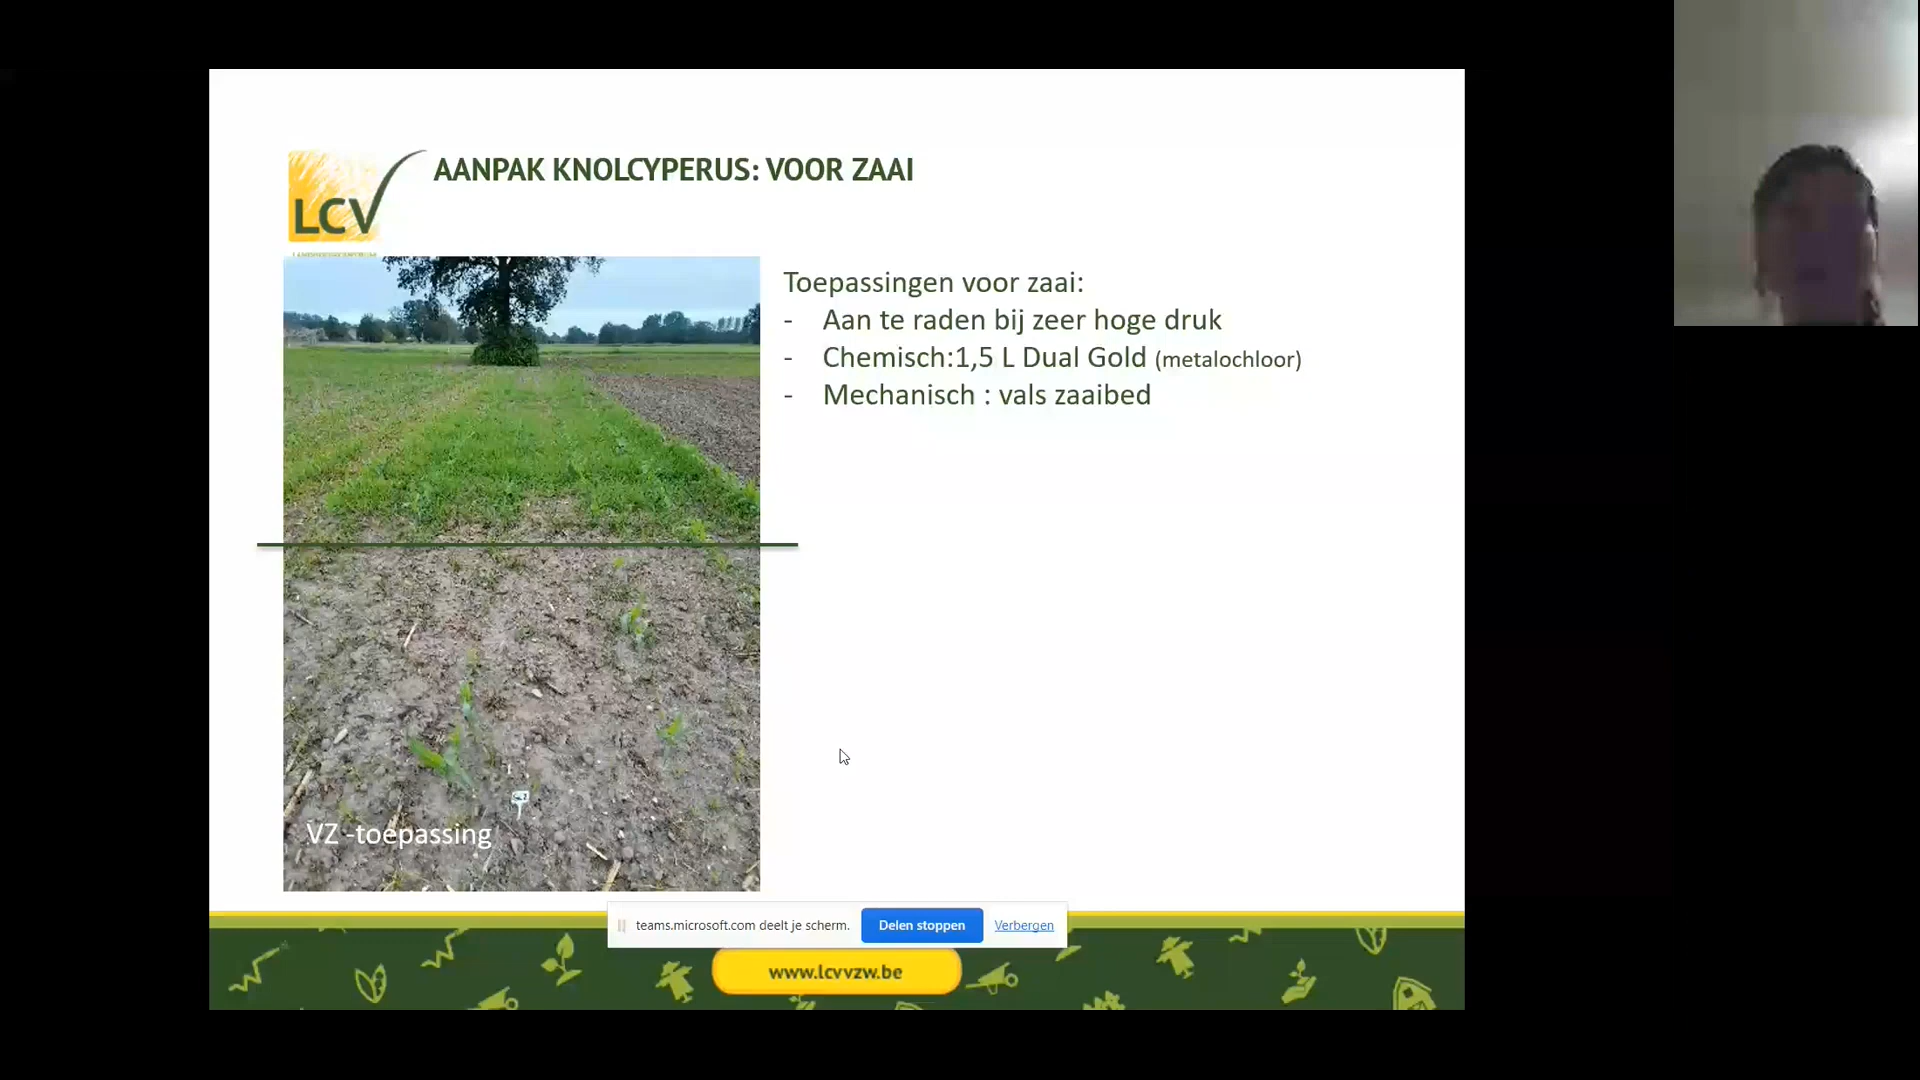 AANPAK KNOLCYPERUS: VOOR ZAAI
LCV
Toepassingen voor zaai:
- Aan te raden bij zeer hoge druk
- Chemisch:1,5 L Dual Gold (metalochloor)
- Mechanisch : vals zaaibed
VZ -toepassing
teams.microsoft.com deelt je scherm.
Delen stoppen
Verbergen
www.lcvvzw.be